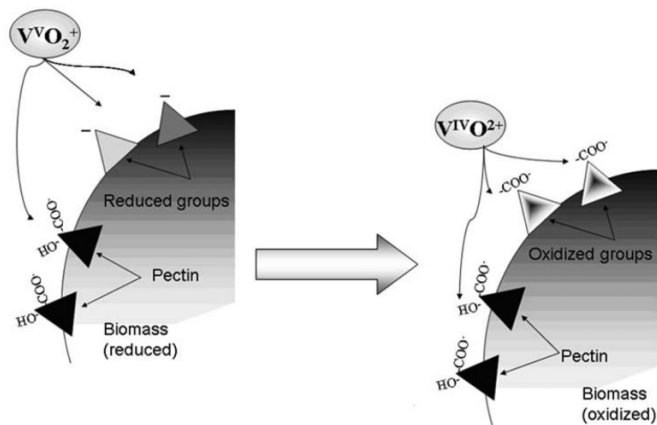 VⱽO₂⁺
–
–
Reduced groups
-COO⁻
HO-
Pectin
-COO⁻
HO-
Biomass
(reduced)
VᴵⱽO²⁺
-COO⁻
-COO⁻
Oxidized groups
-COO⁻
HO-
Pectin
-COO⁻
HO-
Biomass
(oxidized)